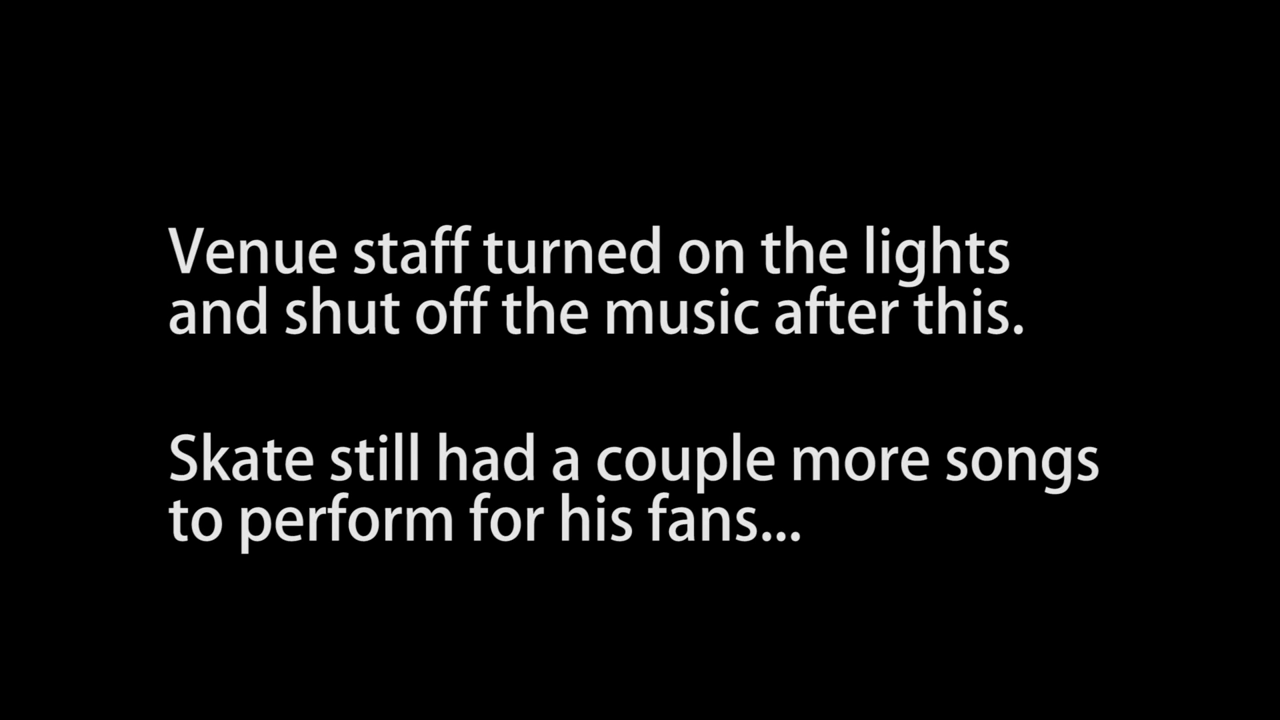 Venue staff turned on the lights
and shut off the music after this.
Skate still had a couple more songs
to perform for his fans...